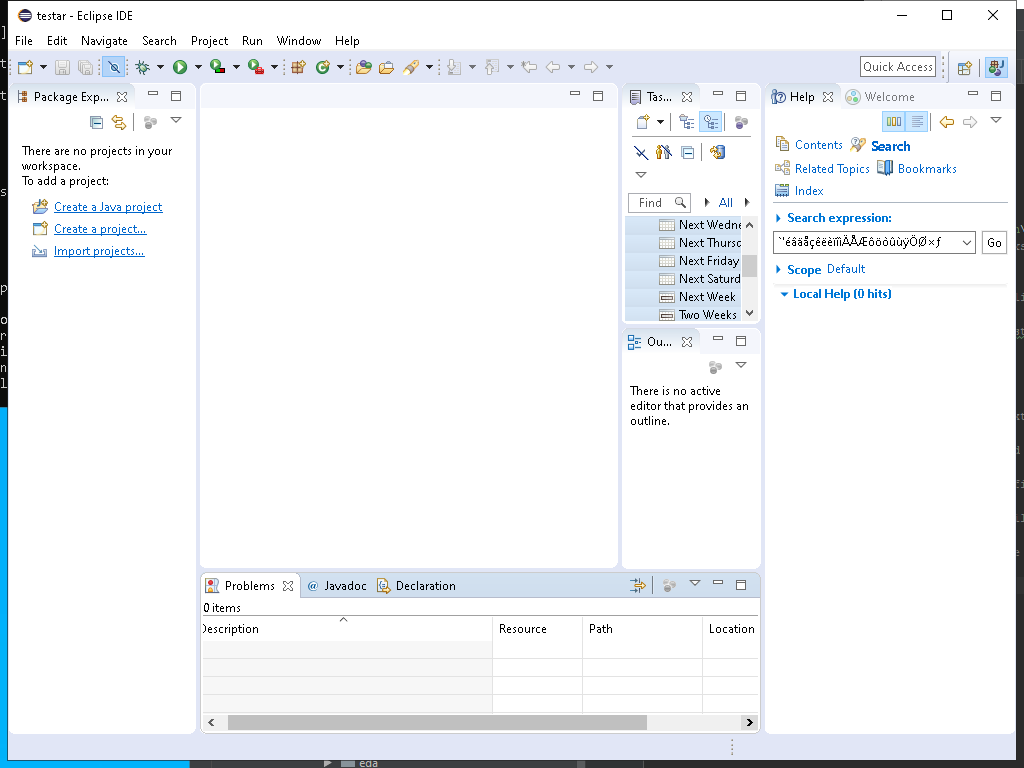 testar - Eclipse IDE
File Edit Navigate Search Project Run Window Help
Quick Access
Package Exp...
There are no projects in your
workspace.
To add a project:
Create a Java project
Create a project...
Import projects...
Tas...
Find
All
Next Wedne
Next Thursd
Next Friday
Next Saturd
Next Week
Two Weeks
Ou...
There is no active
editor that provides an
outline.
Help Welcome
Contents Search
Related Topics Bookmarks
Index
Search expression:
Go
Scope Default
Local Help (0 hits)
Problems @ Javadoc Declaration
0 items
Description Resource Path Location
eda